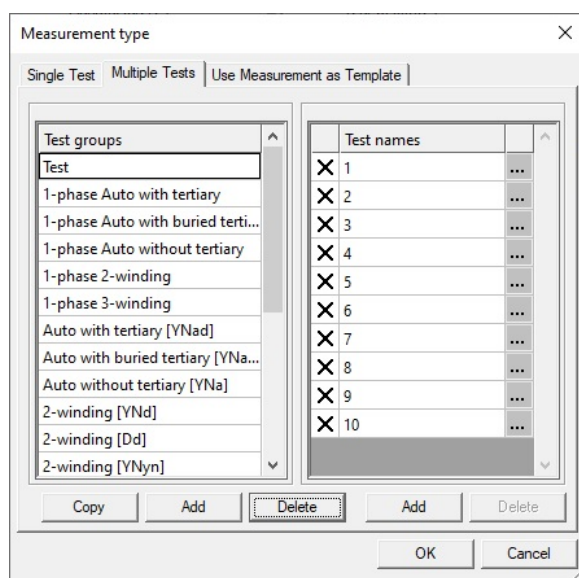 Measurement type
Single Test
Multiple Tests
Use Measurement as Template
Test groups
Test
1-phase Auto with tertiary
1-phase Auto with buried terti...
1-phase Auto without tertiary
1-phase 2-winding
1-phase 3-winding
Auto with tertiary [YNad]
Auto with buried tertiary [YNa...
Auto without tertiary [YNa]
2-winding [YNd]
2-winding [Dd]
2-winding [YNyn]
Test names
1 ...
2 ...
3 ...
4 ...
5 ...
6 ...
7 ...
8 ...
9 ...
10 ...
Copy
Add
Delete
Add
Delete
OK
Cancel